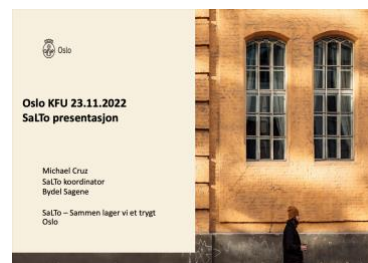 Oslo
Oslo KFU 23.11.2022
SaLTo presentasjon
Michael Cruz
SaLTo koordinator
Bydel Sagene
SaLTo – Sammen lager vi et trygt
Oslo